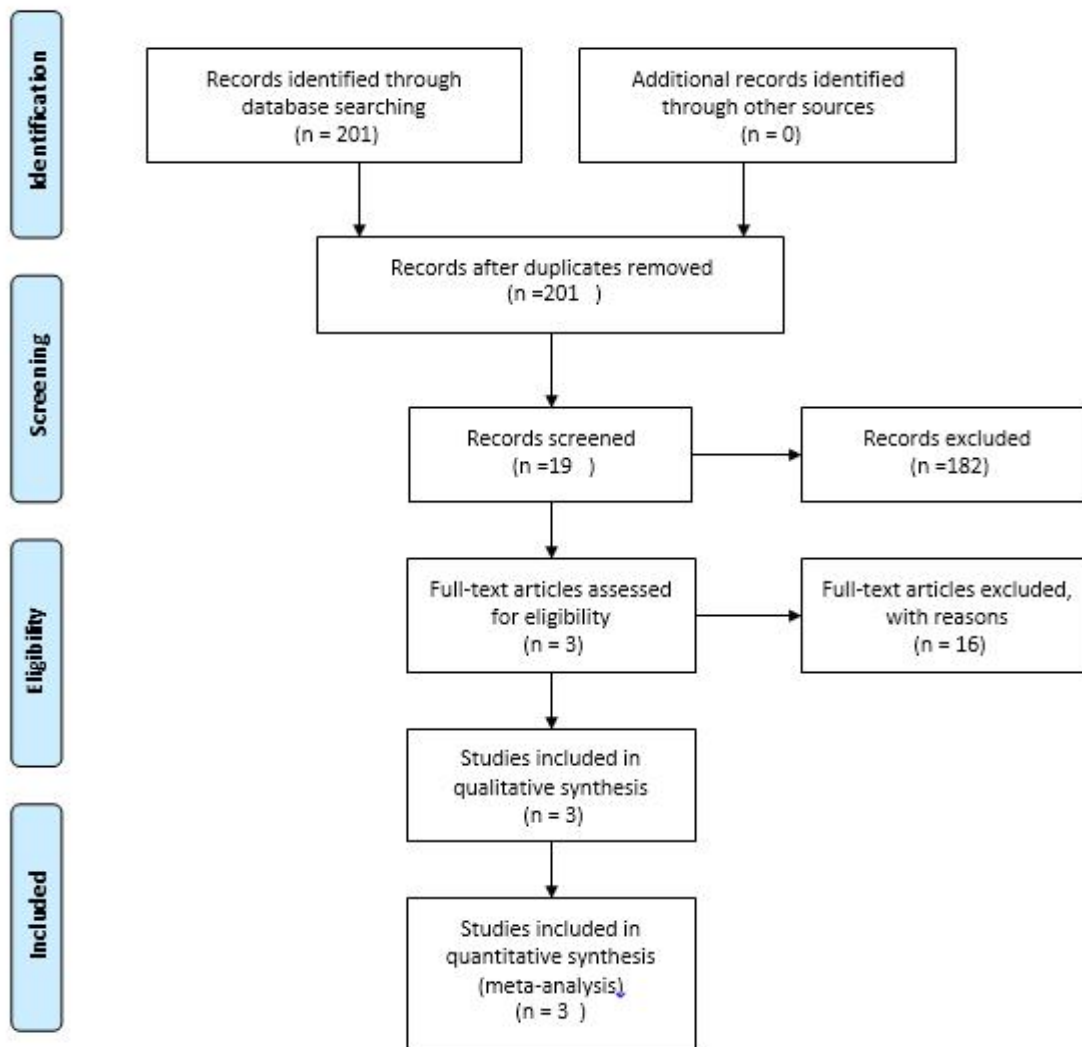 Identification
Records identified through
database searching
(n = 201)
Additional records identified
through other sources
(n = 0)
Records after duplicates removed
(n =201   )
Screening
Records screened
(n =19   )
Records excluded
(n =182)
Eligibility
Full-text articles assessed
for eligibility
(n = 3)
Full-text articles excluded,
with reasons
(n = 16)
Studies included in
qualitative synthesis
(n = 3)
Included
Studies included in
quantitative synthesis
(meta-analysis)
(n = 3   )